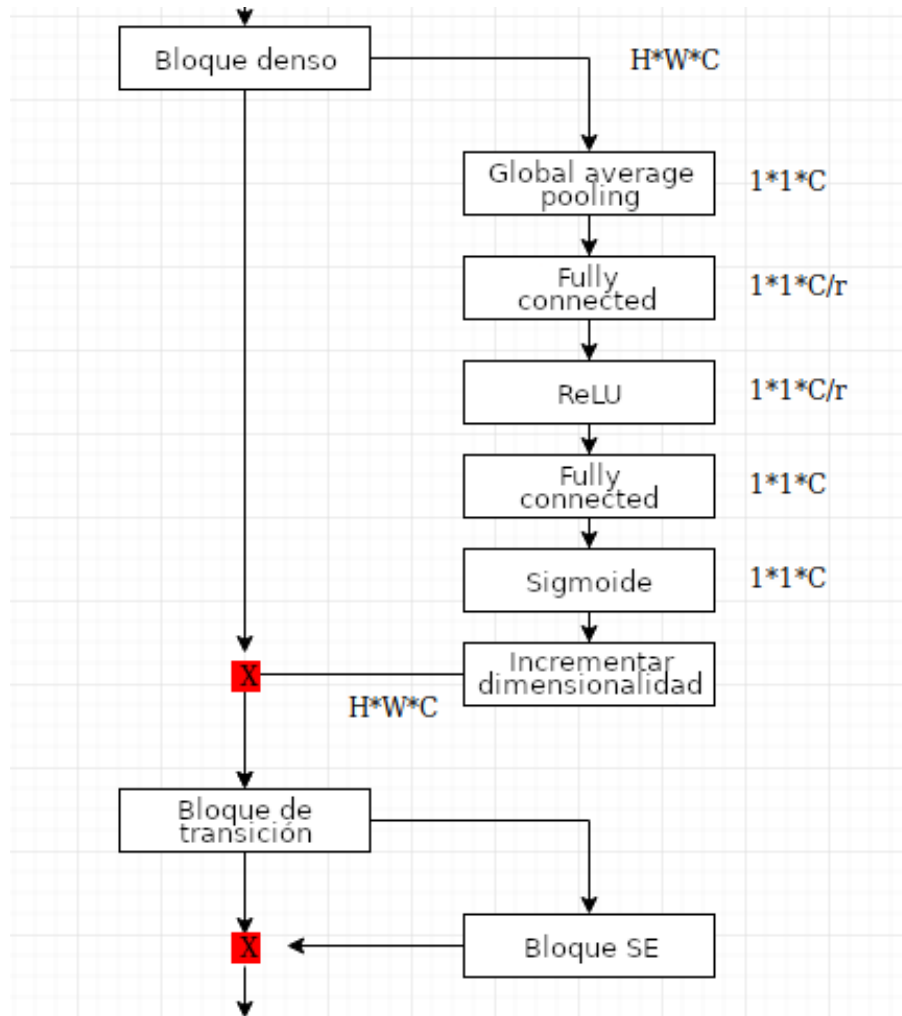 Bloque denso
H*W*C
Global average
pooling
1*1*C
Fully
connected
1*1*C/r
ReLU
1*1*C/r
Fully
connected
1*1*C
Sigmoide
1*1*C
Incrementar
dimensionalidad
X
H*W*C
Bloque de
transición
X
Bloque SE